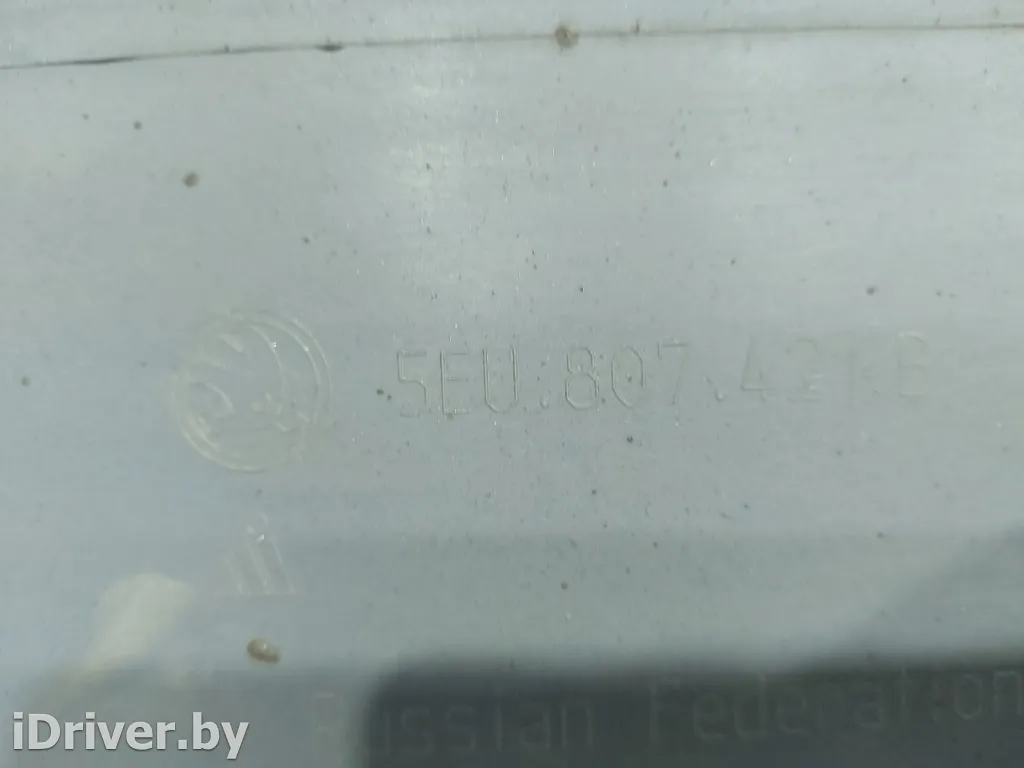 5EU.807.421.B
Russian Federation
iDriver.by